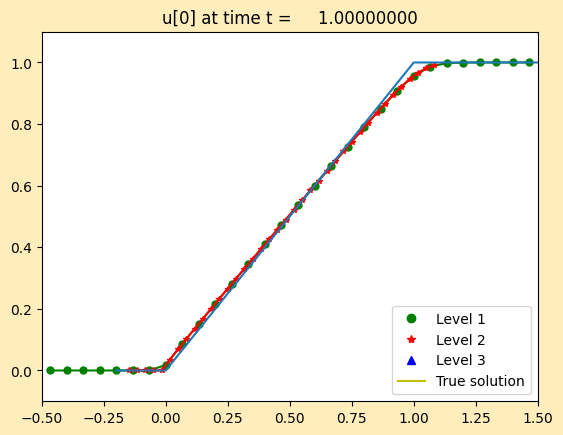 u[0] at time t =     1.00000000
1.0
0.8
0.6
0.4
0.2
0.0
Level 1
Level 2
Level 3
True solution
−0.50 −0.25 0.00 0.25 0.50 0.75 1.00 1.25 1.50